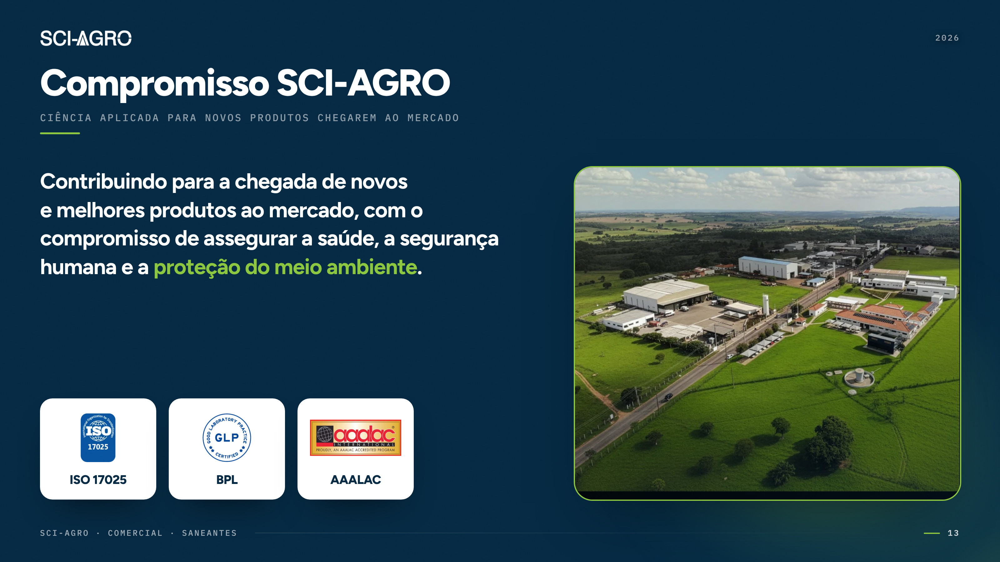 SCI-AGRO
2026
Compromisso SCI-AGRO
CIÊNCIA APLICADA PARA NOVOS PRODUTOS CHEGAREM AO MERCADO
Contribuindo para a chegada de novos
e melhores produtos ao mercado, com o
compromisso de assegurar a saúde, a segurança
humana e a proteção do meio ambiente.
International Organization for Standardization
ISO
17025
ISO 17025
GOOD LABORATORY PRACTICE
GLP
CERTIFIED
BPL
aaalac®
INTERNATIONAL
PROUDLY, AN AAALAC ACCREDITED PROGRAM
AAALAC
SCI-AGRO · COMERCIAL · SANEANTES
13